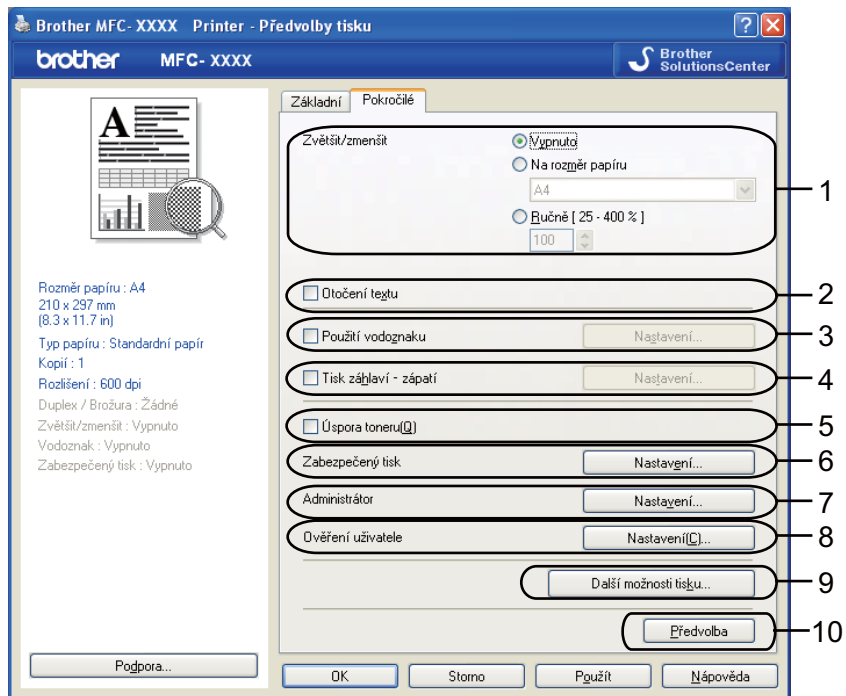 Brother MFC- XXXX Printer - Předvolby tisku
brother MFC- XXXX
Brother
SolutionsCenter
A
Rozměr papíru : A4
210 x 297 mm
(8.3 x 11.7 in)
Typ papíru : Standardní papír
Kopií : 1
Rozlišení : 600 dpi
Duplex / Brožura : Žádné
Zvětšit/zmenšit : Vypnuto
Vodoznak : Vypnuto
Zabezpečený tisk : Vypnuto
Podpora...
Základní Pokročilé
Zvětšit/zmenšit
Vypnuto
Na rozměr papíru
A4
Ručně [ 25 - 400 % ]
100
1
Otočení textu 2
Použití vodoznaku Nastavení... 3
Tisk záhlaví - zápatí Nastavení... 4
Úspora toneru(Q) 5
Zabezpečený tisk Nastavení... 6
Administrátor Nastavení... 7
Ověření uživatele Nastavení(C)... 8
Další možnosti tisku... 9
Předvolba 10
OK Storno Použít Nápověda